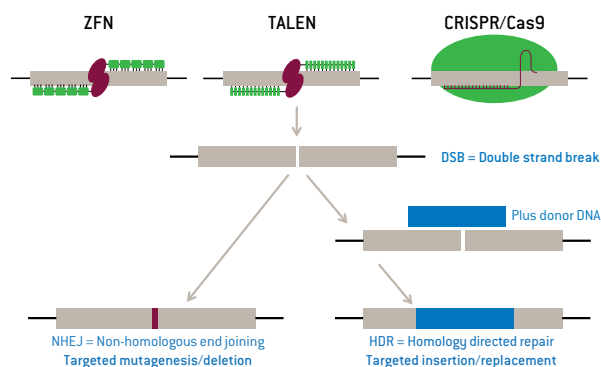 ZFN
TALEN
CRISPR/Cas9
DSB = Double strand break
Plus donor DNA
NHEJ = Non-homologous end joining
Targeted mutagenesis/deletion
HDR = Homology directed repair
Targeted insertion/replacement